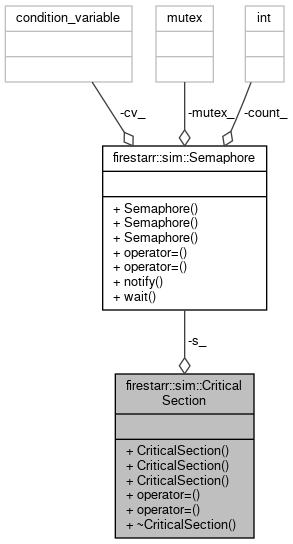 condition_variable
mutex
int
-cv_
-mutex_
-count_
firestarr::sim::Semaphore
+ Semaphore()
+ Semaphore()
+ Semaphore()
+ operator=()
+ operator=()
+ notify()
+ wait()
-s_
firestarr::sim::Critical
Section
+ CriticalSection()
+ CriticalSection()
+ CriticalSection()
+ operator=()
+ operator=()
+ ~CriticalSection()